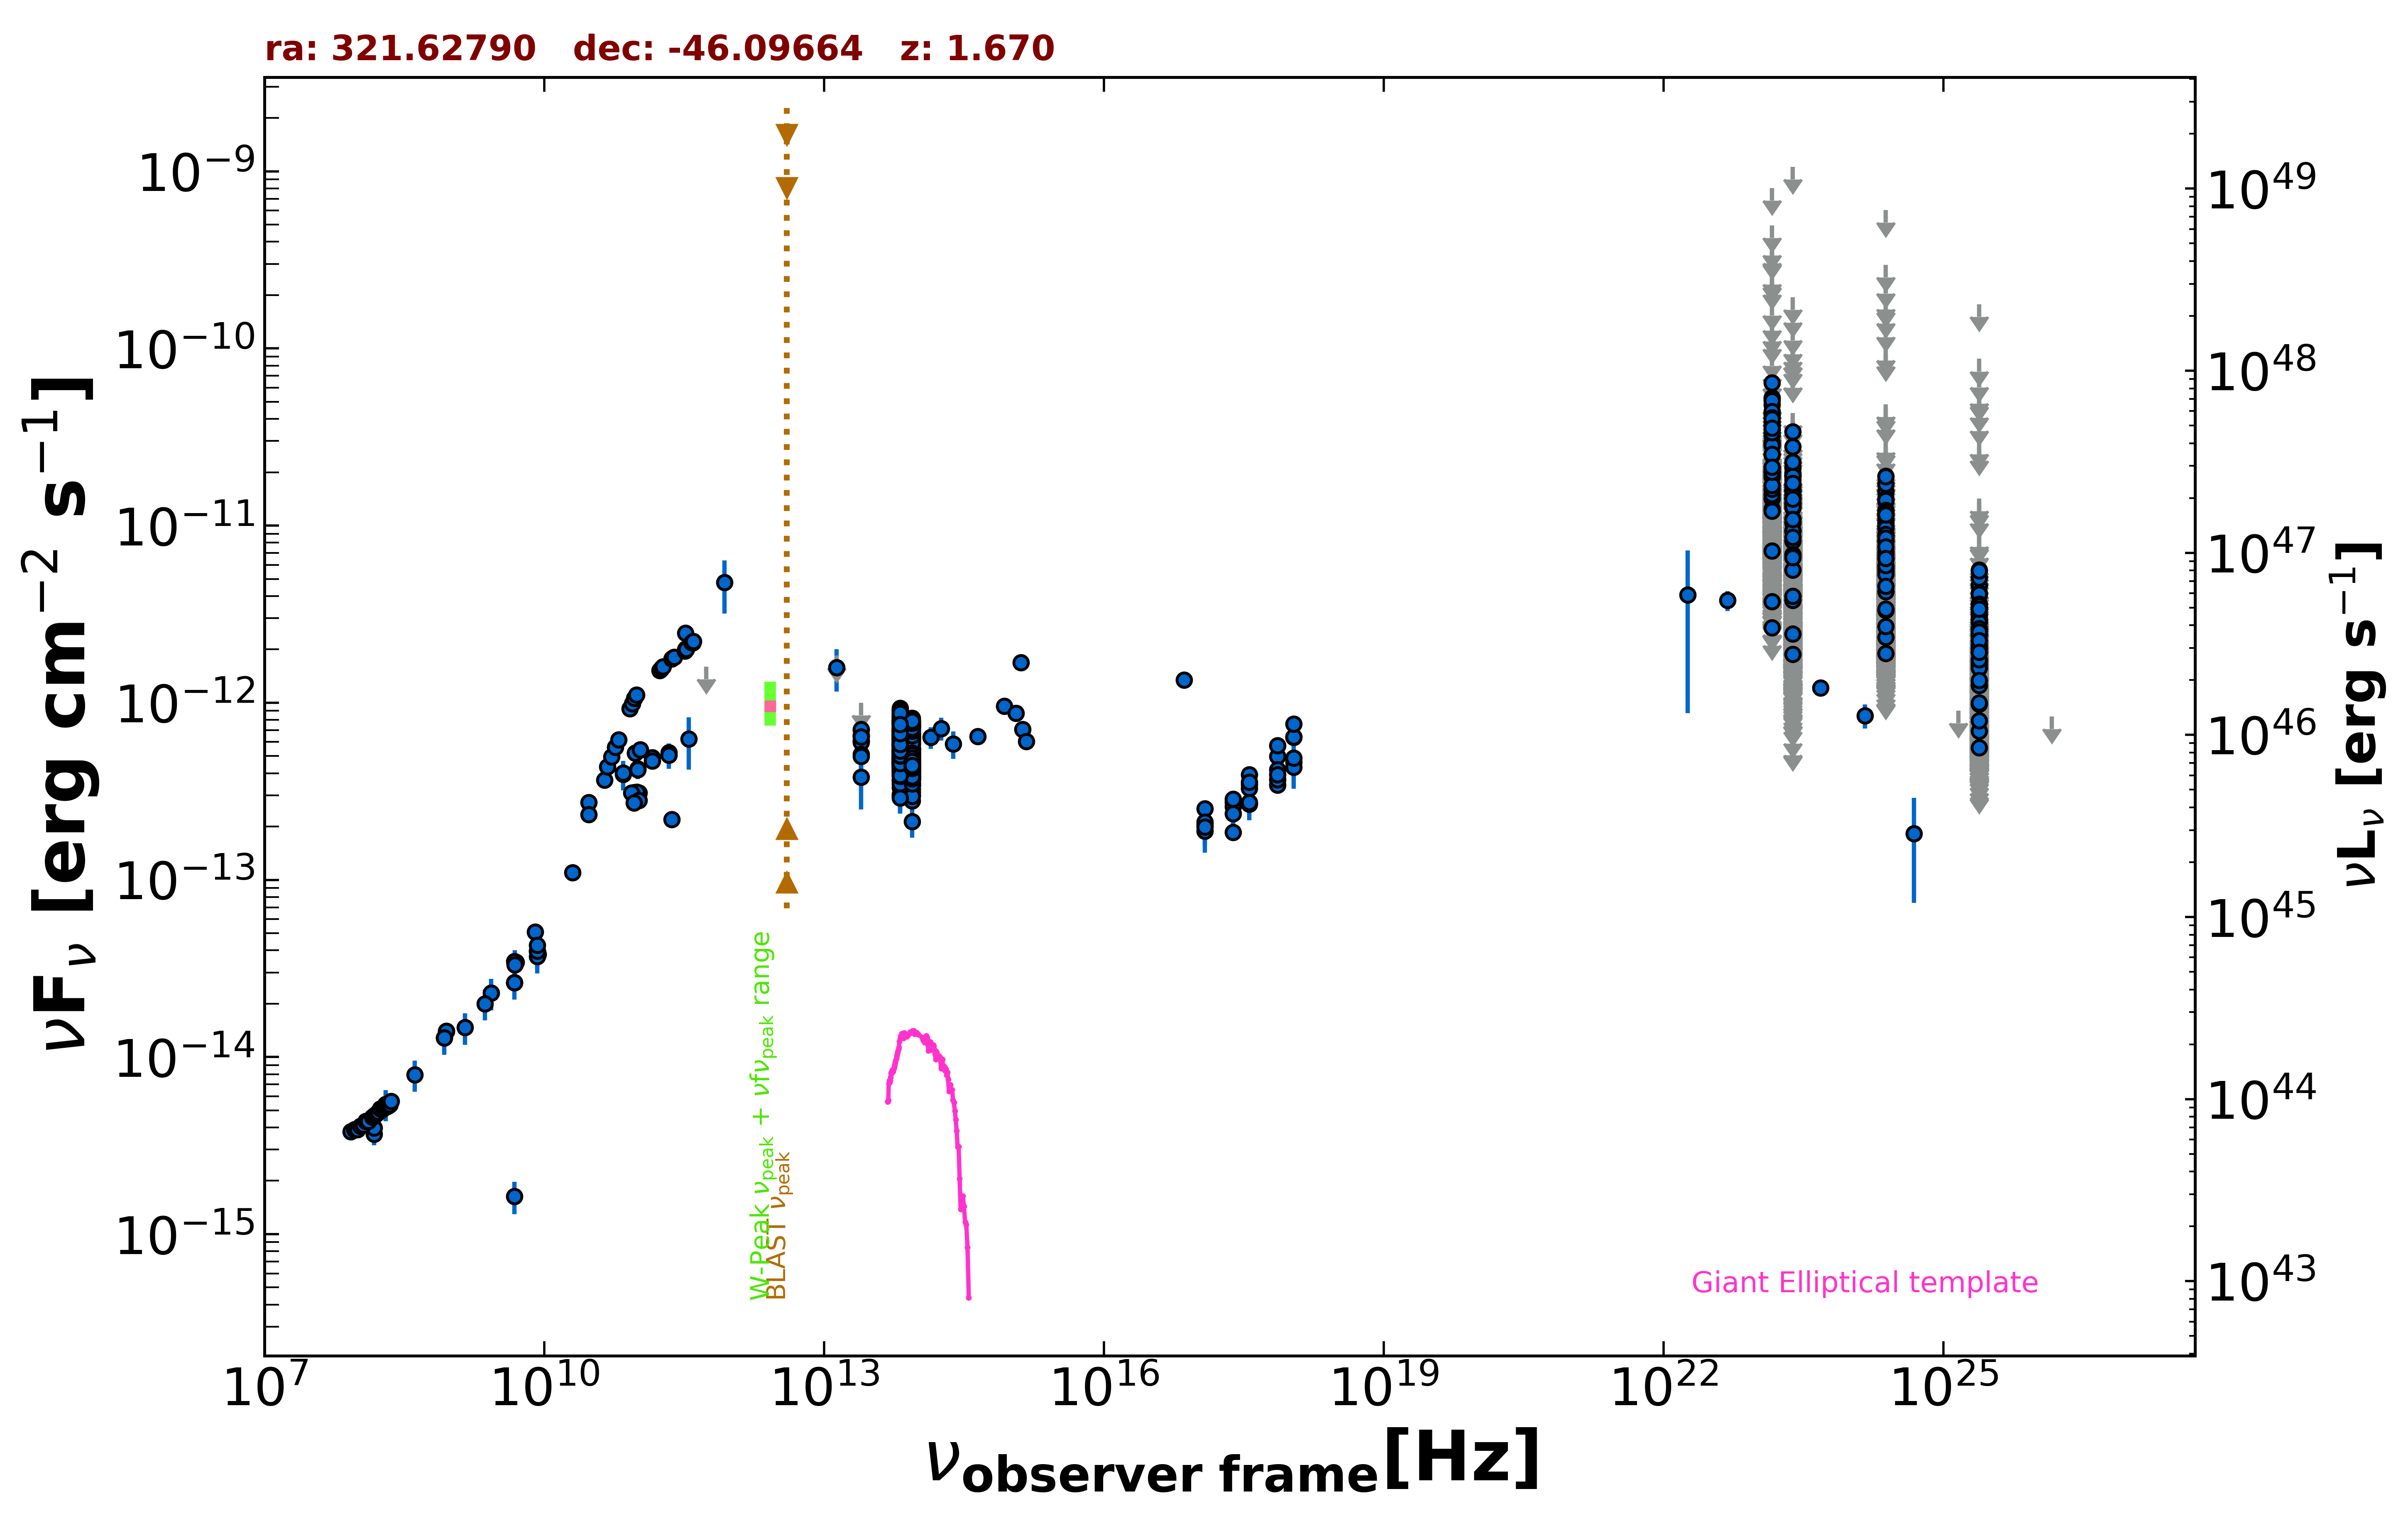 ra: 321.62790   dec: -46.09664   z: 1.670
νFν [erg cm⁻² s⁻¹]
10⁻⁹
10⁻¹⁰
10⁻¹¹
10⁻¹²
10⁻¹³
10⁻¹⁴
10⁻¹⁵
W-Peak νpeak + νfνpeak range
BLAST νpeak
Giant Elliptical template
10⁴⁹
10⁴⁸
10⁴⁷
10⁴⁶
10⁴⁵
10⁴⁴
10⁴³
νLν [erg s⁻¹]
10⁷ 10¹⁰ 10¹³ 10¹⁶ 10¹⁹ 10²² 10²⁵
νobserver frame[Hz]